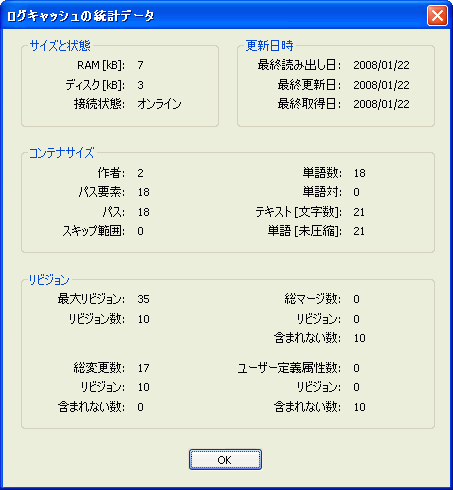 ログキャッシュの統計データ
サイズと状態
RAM [kB]: 7
ディスク [kB]: 3
接続状態: オンライン
更新日時
最終読み出し日: 2008/01/22
最終更新日: 2008/01/22
最終取得日: 2008/01/22
コンテナサイズ
作者: 2
パス要素: 18
パス: 18
スキップ範囲: 0
単語数: 18
単語対: 0
テキスト [文字数]: 21
単語 [未圧縮]: 21
リビジョン
最大リビジョン: 35
リビジョン数: 10
総変更数: 17
リビジョン: 10
含まれない数: 0
総マージ数: 0
リビジョン: 0
含まれない数: 10
ユーザー定義属性数: 0
リビジョン: 0
含まれない数: 10
OK